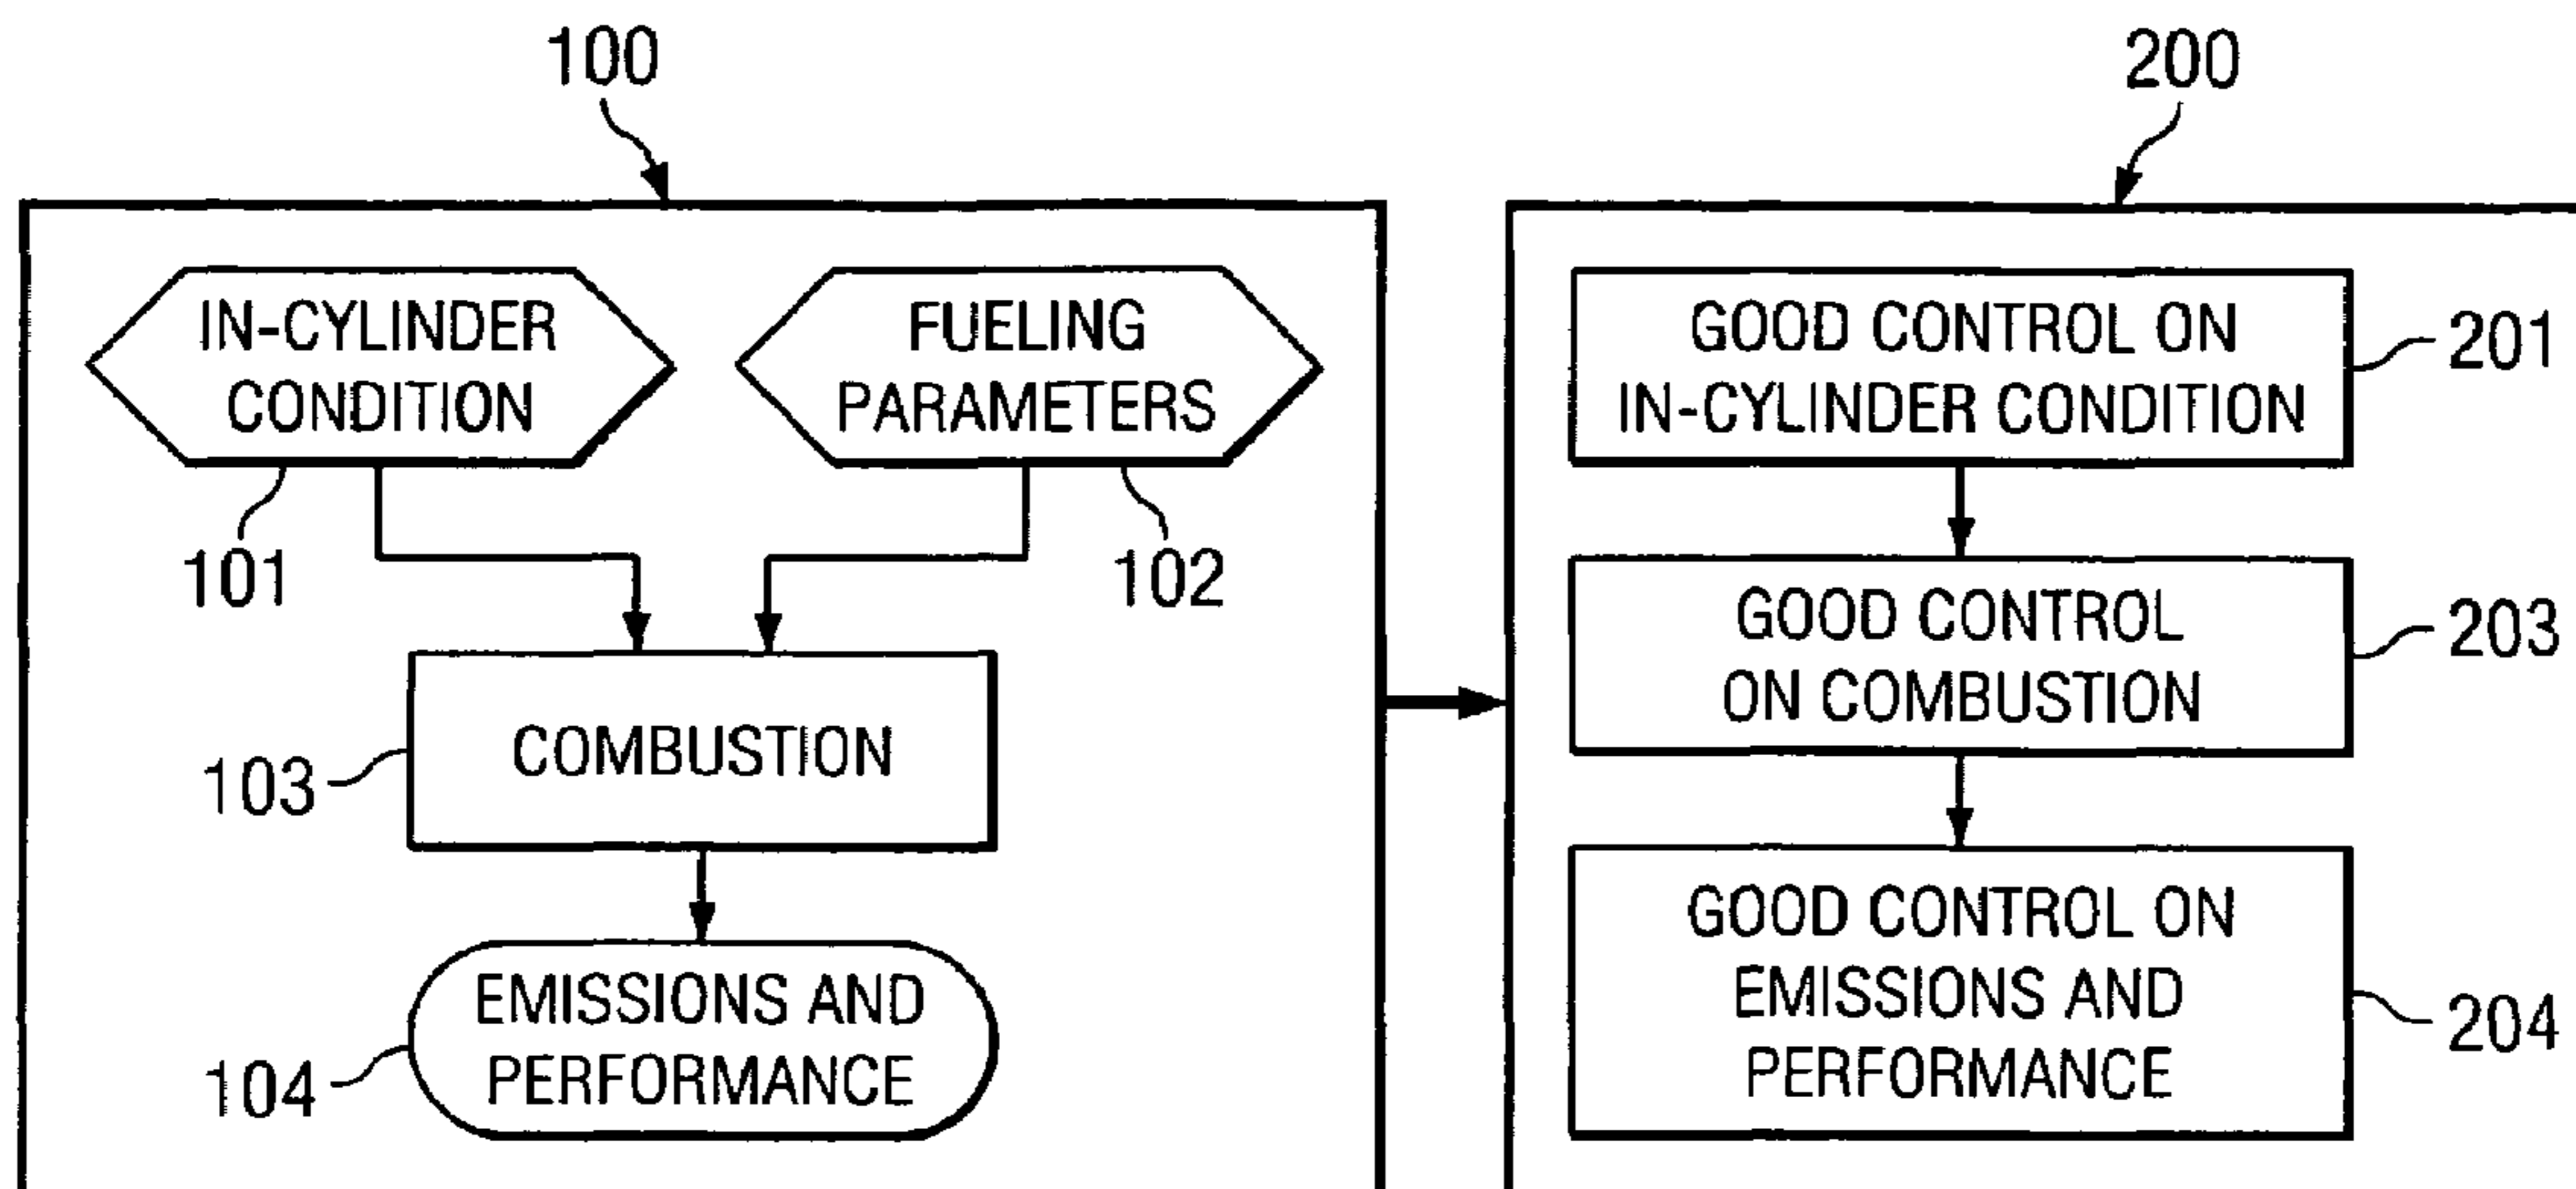 100
200
IN-CYLINDER
CONDITION
FUELING
PARAMETERS
101
102
COMBUSTION
103
EMISSIONS AND
PERFORMANCE
104
GOOD CONTROL ON
IN-CYLINDER CONDITION
201
GOOD CONTROL
ON COMBUSTION
203
GOOD CONTROL ON
EMISSIONS AND
PERFORMANCE
204